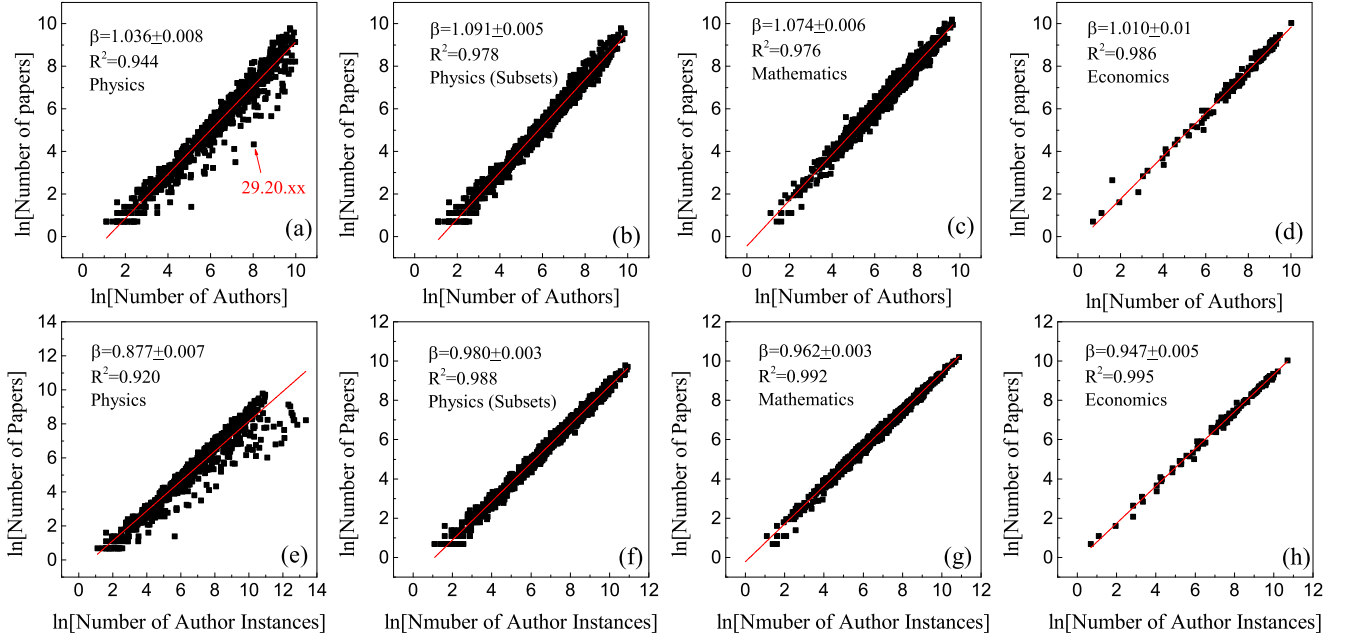 ln[Number of papers]
10
8
6
4
2
0
β=1.036±0.008
R²=0.944
Physics
29.20.xx
(a)
0 2 4 6 8 10
ln[Number of Authors]
ln[Number of Papers]
10
8
6
4
2
0
β=1.091±0.005
R²=0.978
Physics (Subsets)
(b)
0 2 4 6 8 10
ln[Number of Authors]
ln[Number of papers]
10
8
6
4
2
0
β=1.074±0.006
R²=0.976
Mathematics
(c)
0 2 4 6 8 10
ln[Number of Authors]
ln[Number of papers]
10
8
6
4
2
0
β=1.010±0.01
R²=0.986
Economics
(d)
0 2 4 6 8 10
ln[Number of Authors]
ln[Number of Papers]
14
12
10
8
6
4
2
0
β=0.877±0.007
R²=0.920
Physics
(e)
0 2 4 6 8 10 12 14
ln[Number of Author Instances]
ln[Number of Papers]
12
10
8
6
4
2
0
β=0.980±0.003
R²=0.988
Physics (Subsets)
(f)
0 2 4 6 8 10 12
ln[Nmuber of Author Instances]
ln[Number of Papers]
12
10
8
6
4
2
0
β=0.962±0.003
R²=0.992
Mathematics
(g)
0 2 4 6 8 10 12
ln[Nmuber of Author Instances]
ln[Number of Papers]
12
10
8
6
4
2
0
β=0.947±0.005
R²=0.995
Economics
(h)
0 2 4 6 8 10 12
ln[Number of Author Instances]